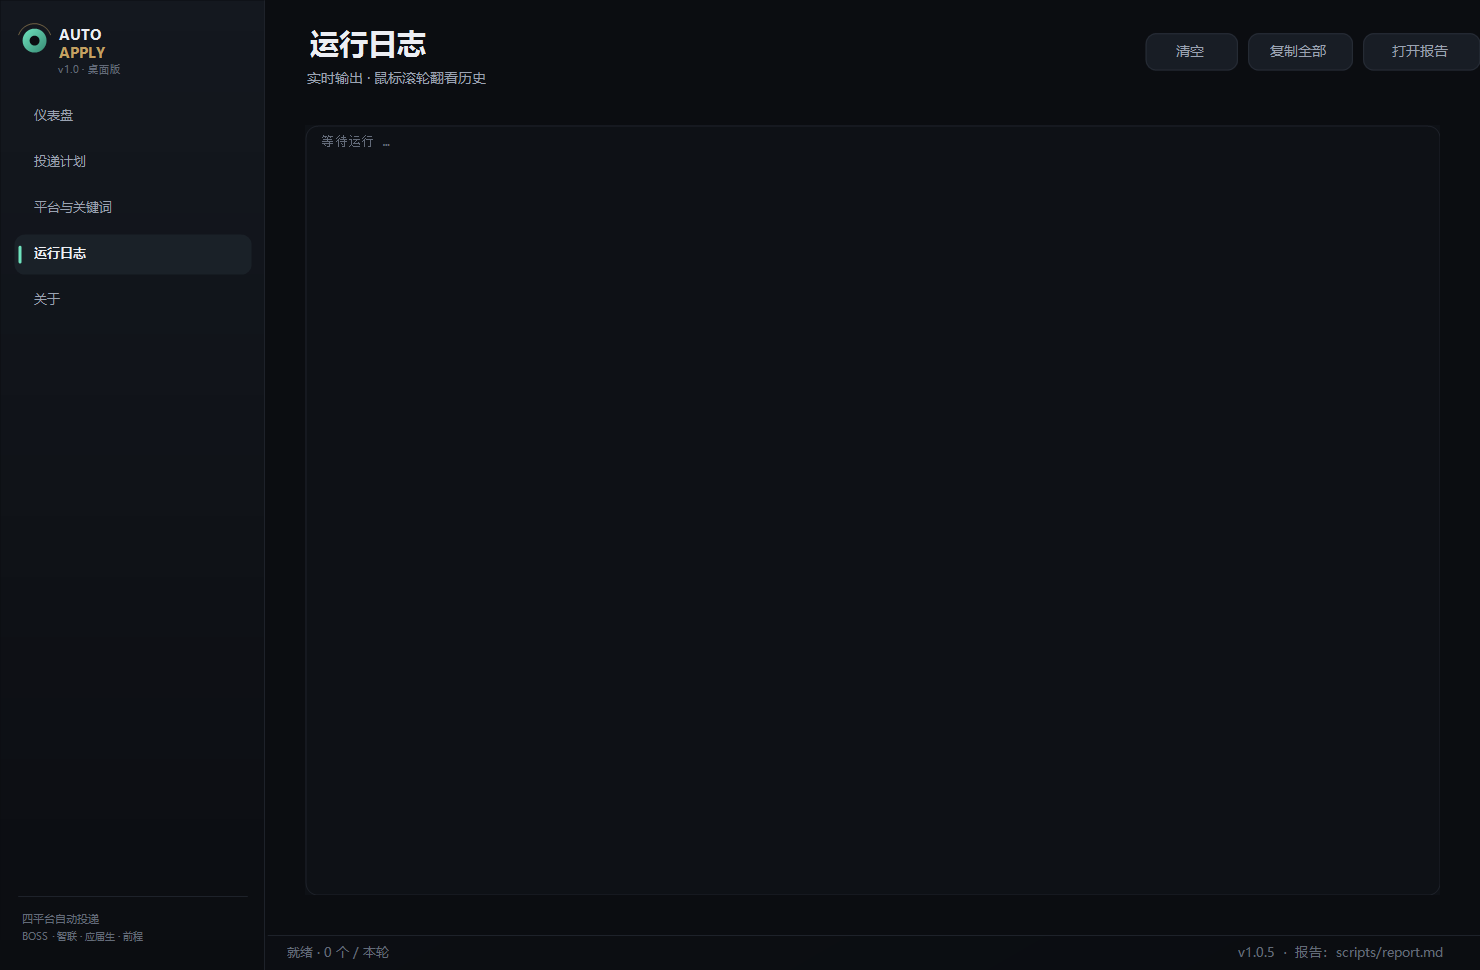 AUTO
APPLY
v1.0 · 桌面版
仪表盘
投递计划
平台与关键词
运行日志
关于
四平台自动投递
BOSS · 智联 · 应届生 · 前程
运行日志
实时输出 · 鼠标滚轮翻看历史
清空
复制全部
打开报告
等待运行 …
就绪 · 0 个 / 本轮
v1.0.5 · 报告： scripts/report.md